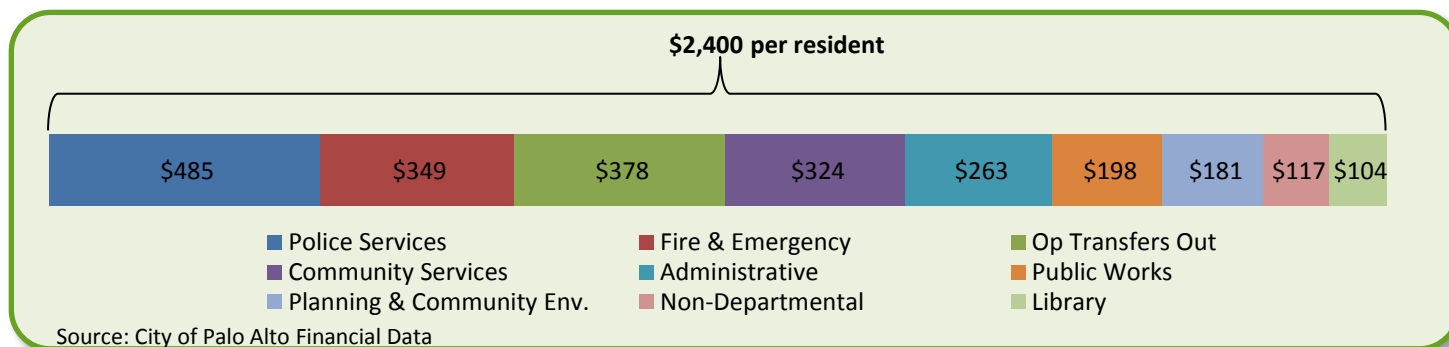 $2,400 per resident
$485 $349 $378 $324 $263 $198 $181 $117 $104
Police Services Fire & Emergency Op Transfers Out
Community Services Administrative Public Works
Planning & Community Env. Non-Departmental Library
Source: City of Palo Alto Financial Data